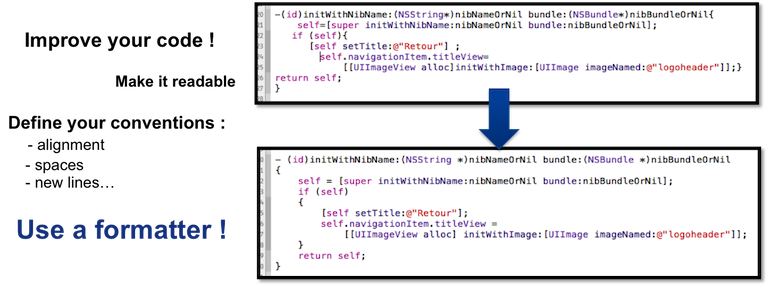 Improve your code !
Make it readable
Define your conventions :
- alignment
- spaces
- new lines...
Use a formatter !
-(id)initWithNibName:(NSString*)nibNameOrNil bundle:(NSBundle*)nibBundleOrNil{
self=[super initWithNibName:nibNameOrNil bundle:nibBundleOrNil];
if (self){
[self setTitle:@"Retour"] ;
self.navigationItem.titleView=
[[UIImageView alloc]initWithImage:[UIImage imageNamed:@"logoheader"]];}
return self;
}
- (id)initWithNibName:(NSString *)nibNameOrNil bundle:(NSBundle *)nibBundleOrNil
{
self = [super initWithNibName:nibNameOrNil bundle:nibBundleOrNil];
if (self)
{
[self setTitle:@"Retour"];
self.navigationItem.titleView =
[[UIImageView alloc] initWithImage:[UIImage imageNamed:@"logoheader"]];
}
return self;
}